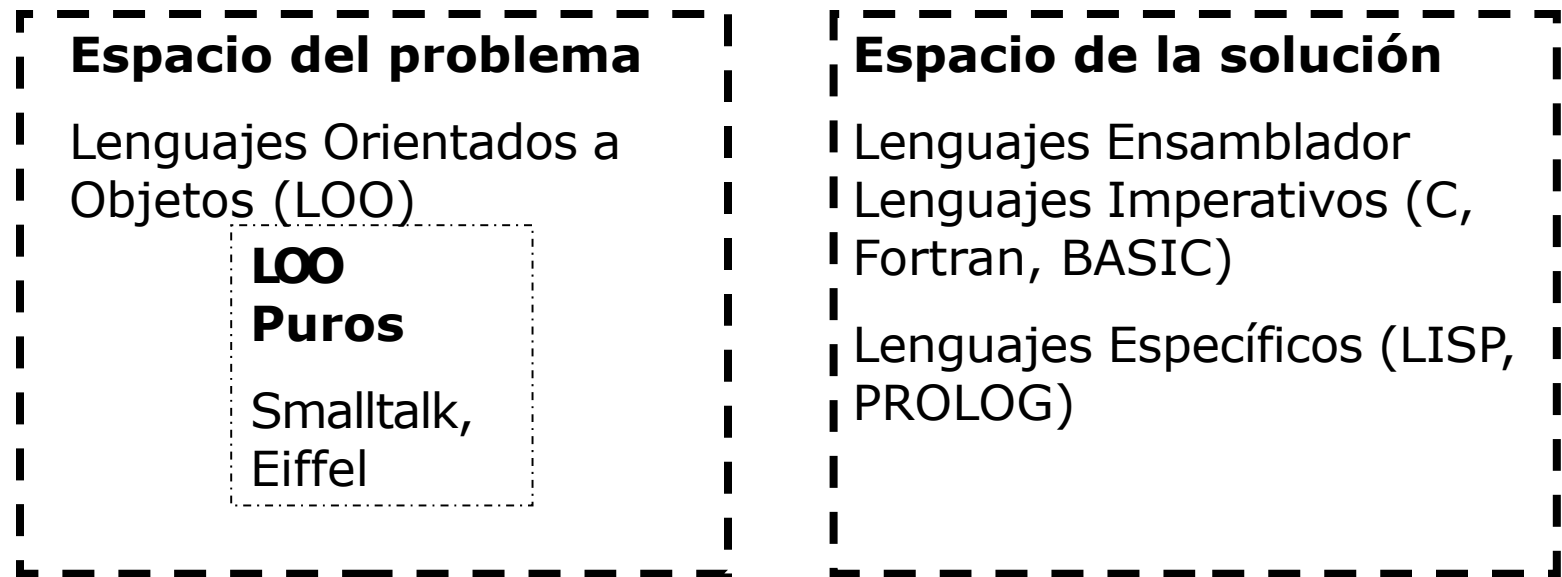 Espacio del problema
Lenguajes Orientados a
Objetos (LOO)
LOO
Puros
Smalltalk,
Eiffel
Espacio de la solución
Lenguajes Ensamblador
Lenguajes Imperativos (C,
Fortran, BASIC)
Lenguajes Específicos (LISP,
PROLOG)